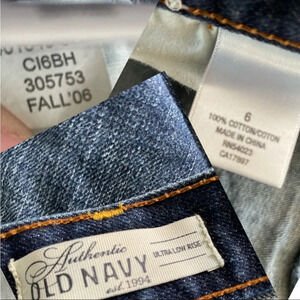 CI6BH
305753
FALL'06
6
100% COTTON/COTON
MADE IN CHINA
RN54023
CA17897
Authentic
OLD NAVY
est. 1994
ULTRA LOW RISE